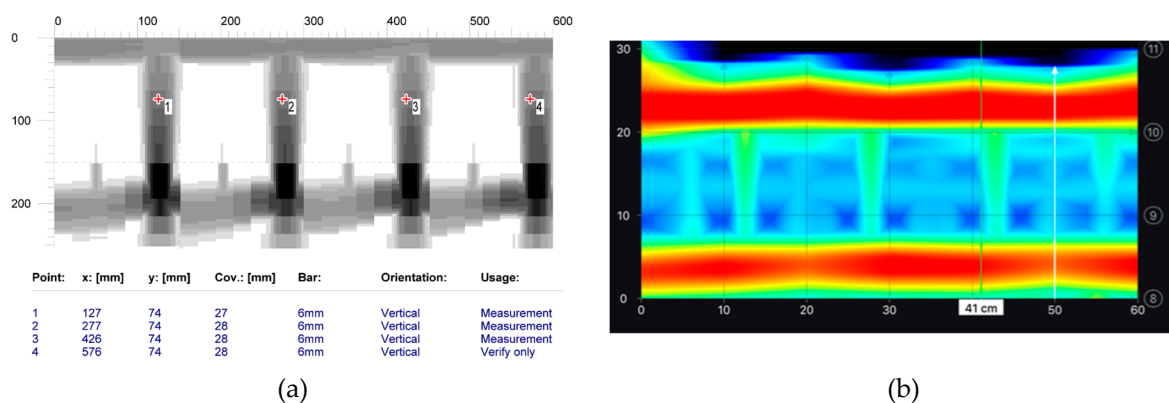 0 100 200 300 400 500 600
0
100
200
1 2 3 4
Point: x: [mm] y: [mm] Cov.: [mm] Bar: Orientation: Usage:
1 127 74 27 6mm Vertical Measurement
2 277 74 28 6mm Vertical Measurement
3 426 74 28 6mm Vertical Measurement
4 576 74 28 6mm Vertical Verify only
(a)
30 11
20 10
10 9
0 8
0 10 20 30 40 50 60
41 cm
(b)